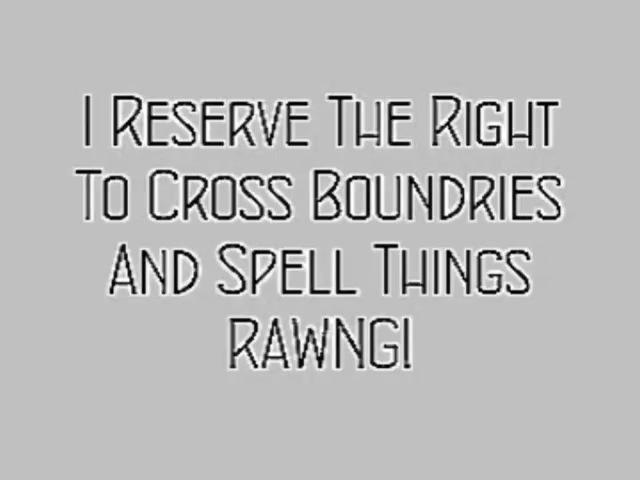 I Reserve The Right
To Cross Boundries
And Spell Things
RAWNG!